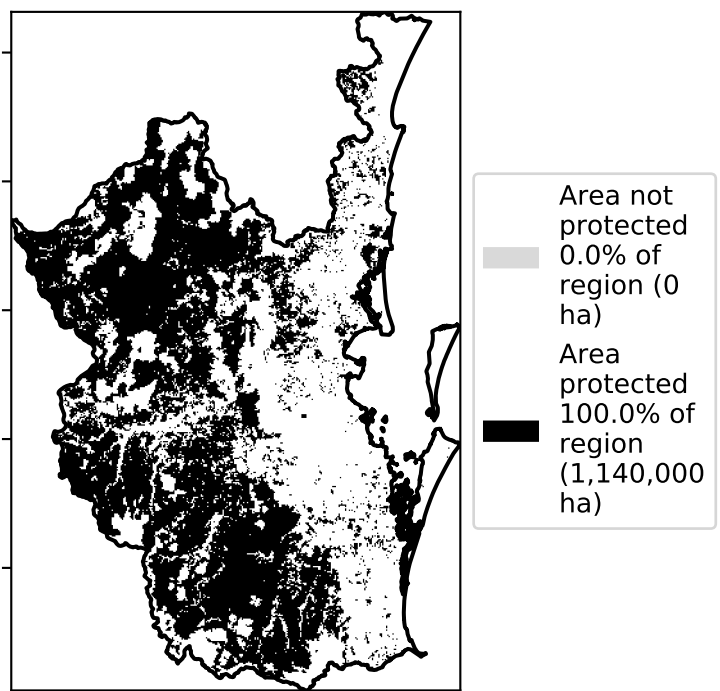 Area not
protected
0.0% of
region (0
ha)
Area
protected
100.0% of
region
(1,140,000
ha)